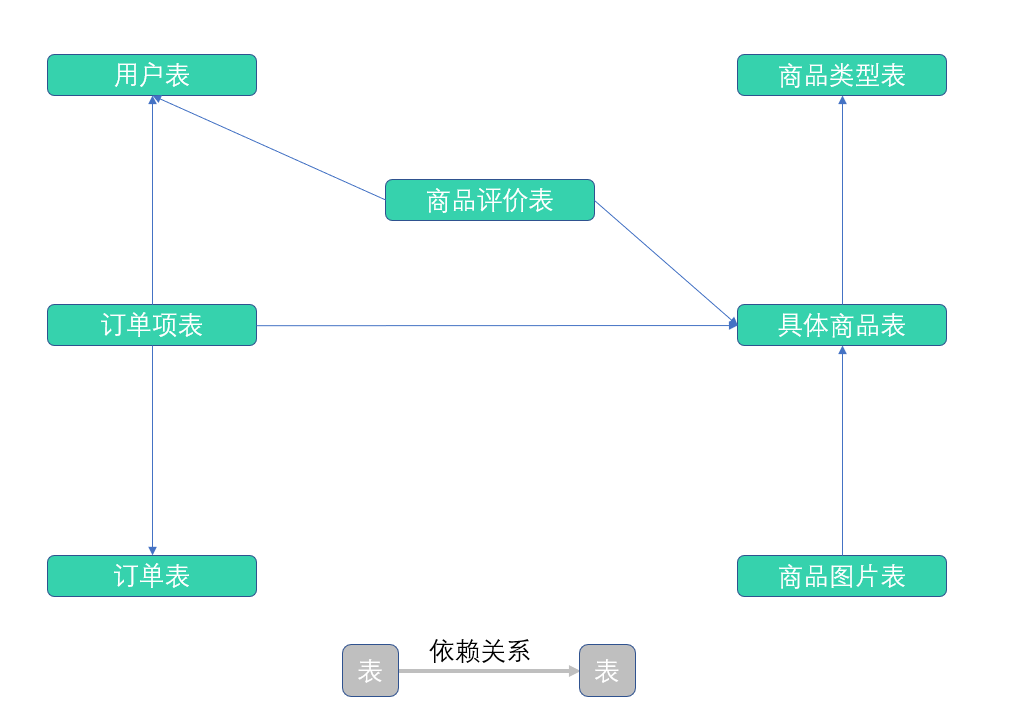 用户表
商品类型表
商品评价表
订单项表
具体商品表
订单表
商品图片表
依赖关系
表
表